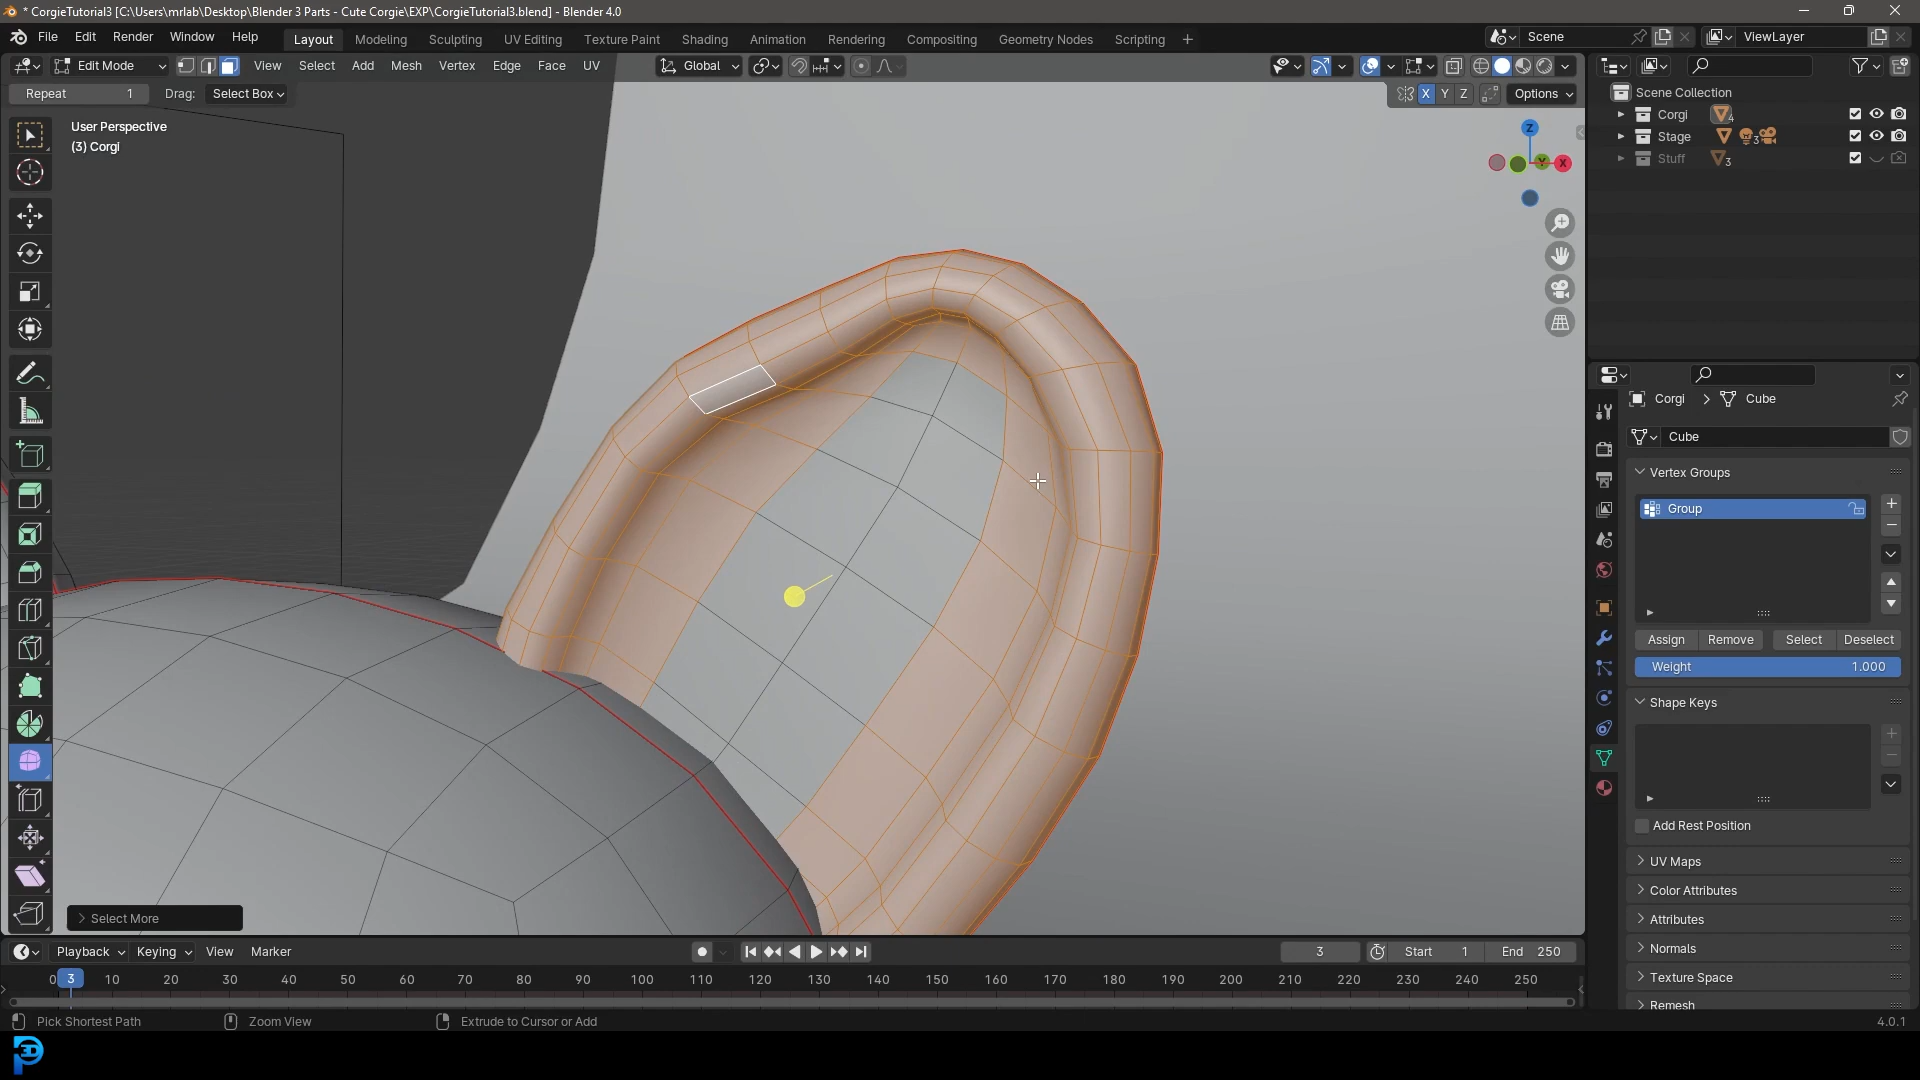 * CorgieTutorial3 [C:\Users\mrlab\Desktop\Blender 3 Parts - Cute Corgie\EXP\CorgieTutorial3.blend] - Blender 4.0
File Edit Render Window Help Layout Modeling Sculpting UV Editing Texture Paint Shading Animation Rendering Compositing Geometry Nodes Scripting + Scene ViewLayer
Edit Mode View Select Add Mesh Vertex Edge Face UV Global
Repeat 1 Drag: Select Box X Y Z Options
User Perspective
(3) Corgi
Z
Y
X
Select More
Scene Collection
Corgi 4
Stage 3
Stuff 3
Corgi > Cube
Cube
Vertex Groups
Group
Assign Remove Select Deselect
Weight 1.000
Shape Keys
Add Rest Position
UV Maps
Color Attributes
Attributes
Normals
Texture Space
Remesh
Playback Keying View Marker 3 Start 1 End 250
0 3 10 20 30 40 50 60 70 80 90 100 110 120 130 140 150 160 170 180 190 200 210 220 230 240 250
Pick Shortest Path Zoom View Extrude to Cursor or Add 4.0.1
3D